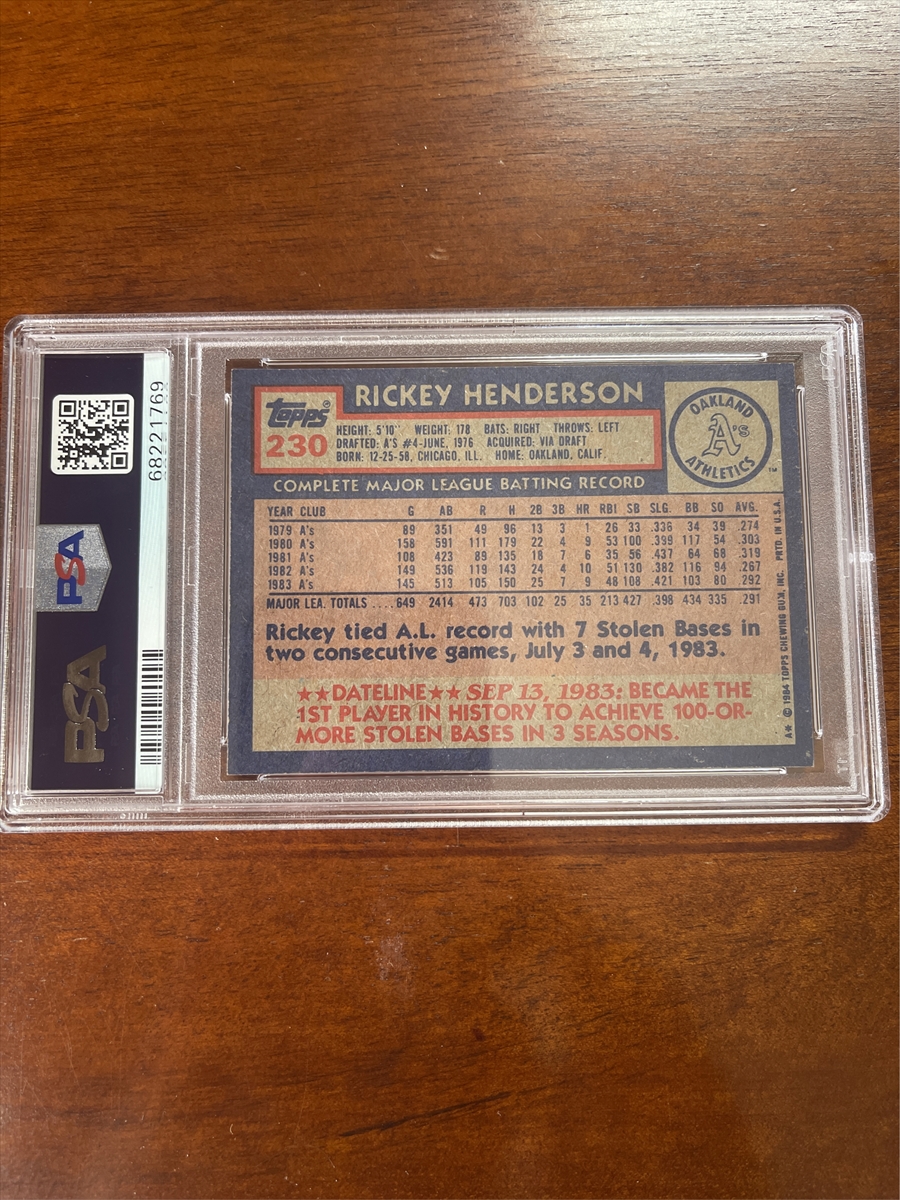 68221769
PSA
PSA
RICKEY HENDERSON
topps®
230
HEIGHT: 5'10" WEIGHT: 178 BATS: RIGHT THROWS: LEFT
DRAFTED: A'S #4-JUNE, 1976 ACQUIRED: VIA DRAFT
BORN: 12-25-58, CHICAGO, ILL. HOME: OAKLAND, CALIF.
OAKLAND
A's
ATHLETICS
TM
COMPLETE MAJOR LEAGUE BATTING RECORD
YEAR CLUB G AB R H 2B 3B HR RBI SB SLG. BB SO AVG.
1979 A's 89 351 49 96 13 3 1 26 33 .336 34 39 .274
1980 A's 158 591 111 179 22 4 9 53 100 .399 117 54 .303
1981 A's 108 423 89 135 18 7 6 35 56 .437 64 68 .319
1982 A's 149 536 119 143 24 4 10 51 130 .382 116 94 .267
1983 A's 145 513 105 150 25 7 9 48 108 .421 103 80 .292
MAJOR LEA. TOTALS .... 649 2414 473 703 102 25 35 213 427 .398 434 335 .291
Rickey tied A.L. record with 7 Stolen Bases in
two consecutive games, July 3 and 4, 1983.
★★DATELINE★★ SEP 13, 1983: BECAME THE
1ST PLAYER IN HISTORY TO ACHIEVE 100-OR-
MORE STOLEN BASES IN 3 SEASONS.
A* © 1984 TOPPS CHEWING GUM, INC. PRTD. IN U.S.A.